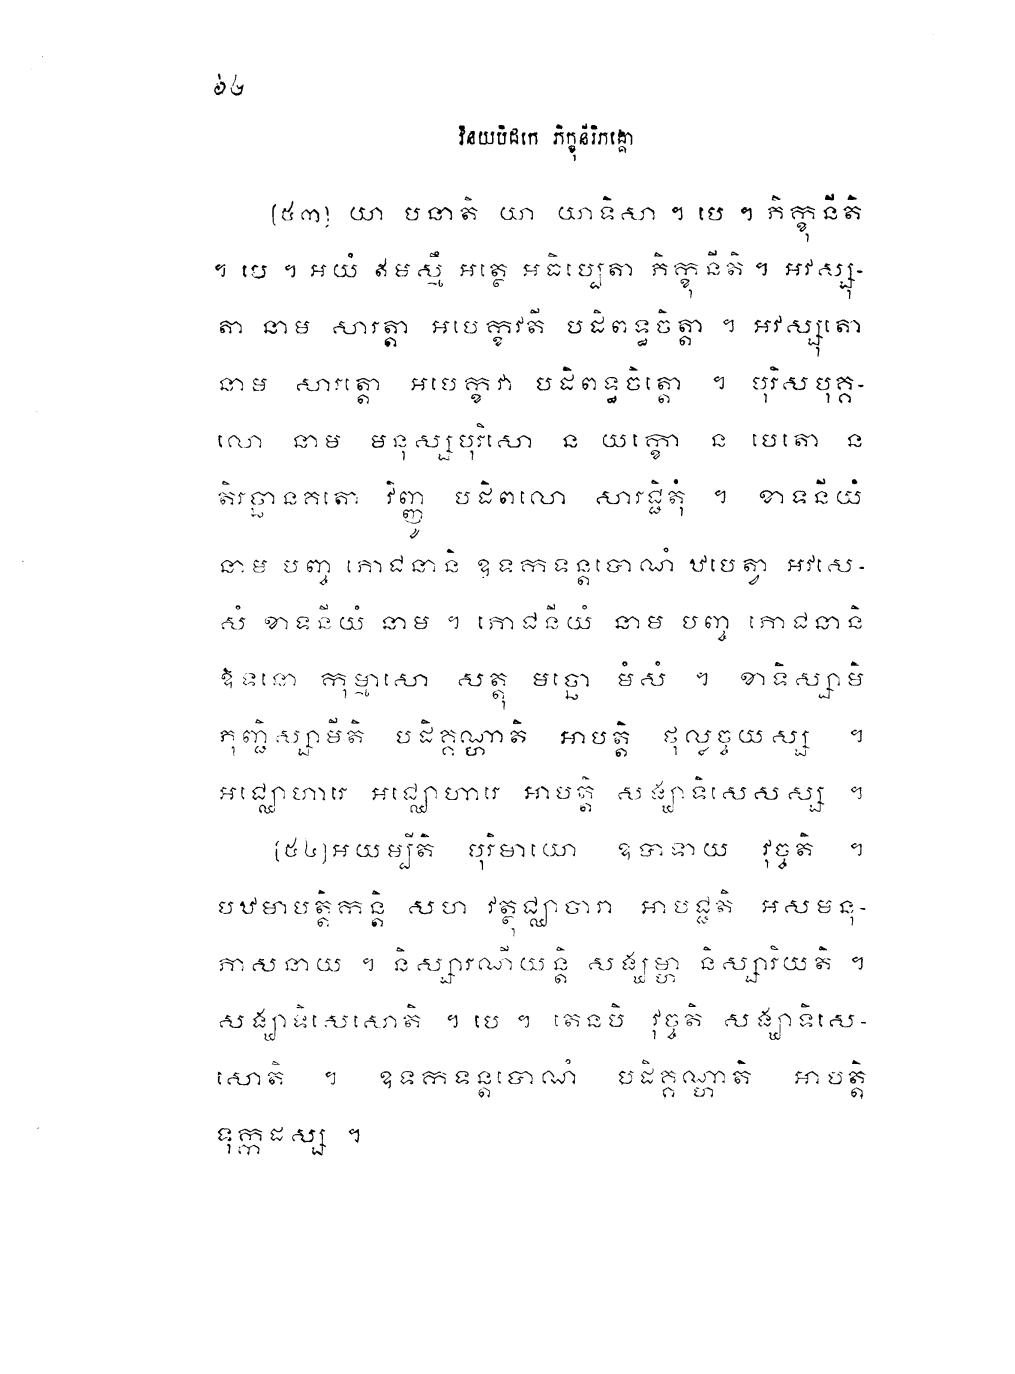 ៦៤
វិនយបិដកេ ភិក្ខុនីវិភង្គោ
(៥៣) យា បនាតិ យា យាទិសា ។ បេ ។ ភិក្ខុនីតិ
។ បេ ។ អយំ ឥមស្មឹ អត្ថេ អធិប្បេតា ភិក្ខុនីតិ ។ អវស្សុ-
តា នាម សារត្តា អបេក្ខវតី បដិពទ្ធចិត្តា ។ អវស្សុតោ
នាម សារត្តោ អបេក្ខវា បដិពទ្ធចិត្តោ ។ បុរិសបុគ្គ-
លោ នាម មនុស្សបុរិសោ ន យក្ខោ ន បេតោ ន
តិរច្ឆានគតោ វិញ្ញូ បដិពលោ សារជ្ជិតុំ ។ ខាទនីយំ
នាម បញ្ច ភោជនានិ ឧទកទន្តបោណំ ឋបេត្វា អវសេ-
សំ ខាទនីយំ នាម ។ ភោជនីយំ នាម បញ្ច ភោជនានិ
ឱទនោ កុម្មាសោ សត្តុ មច្ឆោ មំសំ ។ ខាទិស្សាមិ
ភុញ្ជិស្សាមីតិ បដិគ្គណ្ហាតិ អាបត្តិ ថុល្លច្ចយស្ស ។
អជ្ឈោហារេ អជ្ឈោហារេ អាបត្តិ សង្ឃាទិសេសស្ស ។
(៥៤)អយម្បីតិ បុរិមាយោ ឧបាទាយ វុច្ចតិ ។
បឋមាបត្តិកន្តិ សហ វត្ថុជ្ឈាចារា អាបជ្ជតិ អសមនុ-
ភាសនាយ ។ និស្សារណីយន្តិ សង្ឃម្ហា និស្សារិយតិ ។
សង្ឃាទិសេសោតិ ។ បេ ។ តេនបិ វុច្ចតិ សង្ឃាទិសេ-
សោតិ ។ ឧទកទន្តបោណំ បដិគ្គណ្ហាតិ អាបត្តិ
ទុក្កដស្ស ។